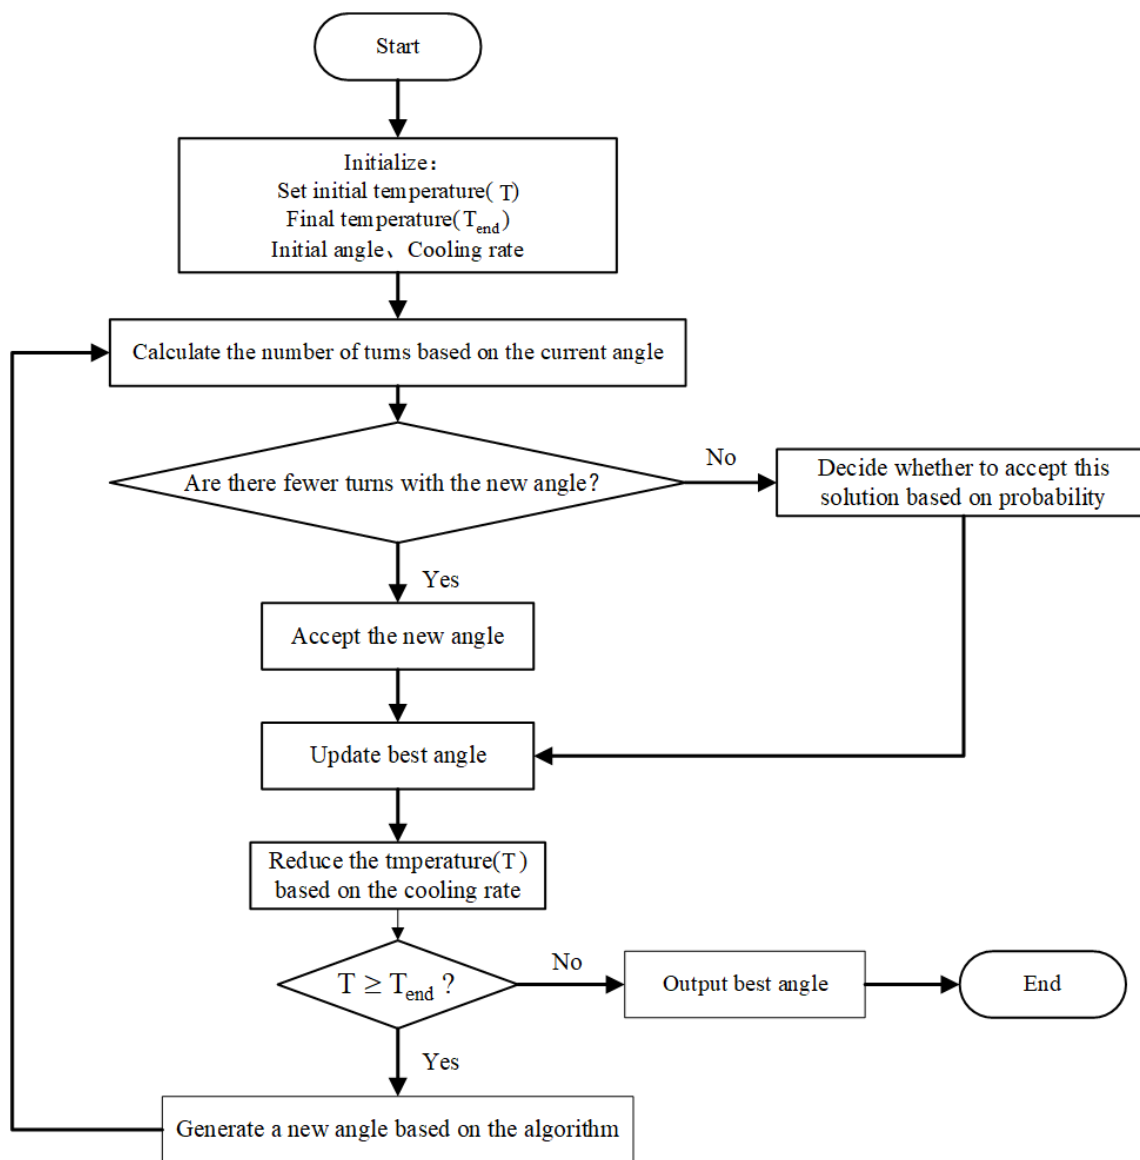 Start
Initialize：
Set initial temperature( T)
Final temperature(T_end)
Initial angle、Cooling rate
Calculate the number of turns based on the current angle
Are there fewer turns with the new angle?
No
Decide whether to accept this
solution based on probability
Yes
Accept the new angle
Update best angle
Reduce the tmperature(T)
based on the cooling rate
T ≥ T_end ?
No
Output best angle
End
Yes
Generate a new angle based on the algorithm